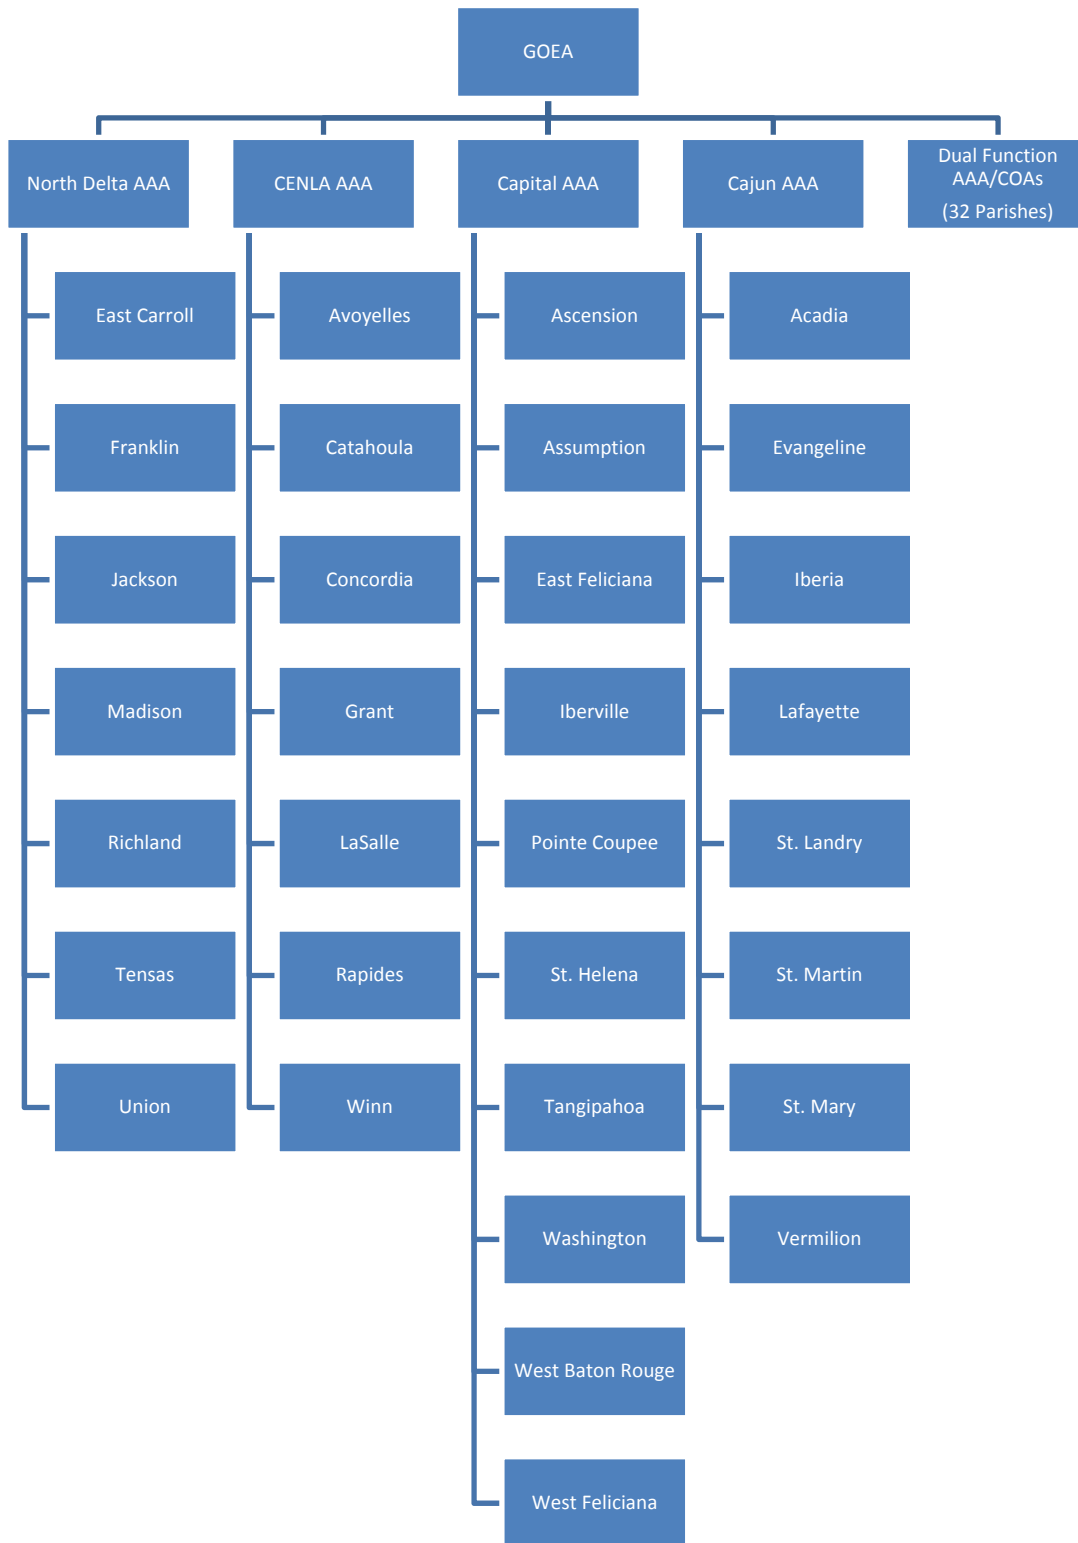 GOEA
North Delta AAA
CENLA AAA
Capital AAA
Cajun AAA
Dual Function
AAA/COAs
(32 Parishes)
East Carroll
Franklin
Jackson
Madison
Richland
Tensas
Union
Avoyelles
Catahoula
Concordia
Grant
LaSalle
Rapides
Winn
Ascension
Assumption
East Feliciana
Iberville
Pointe Coupee
St. Helena
Tangipahoa
Washington
West Baton Rouge
West Feliciana
Acadia
Evangeline
Iberia
Lafayette
St. Landry
St. Martin
St. Mary
Vermilion